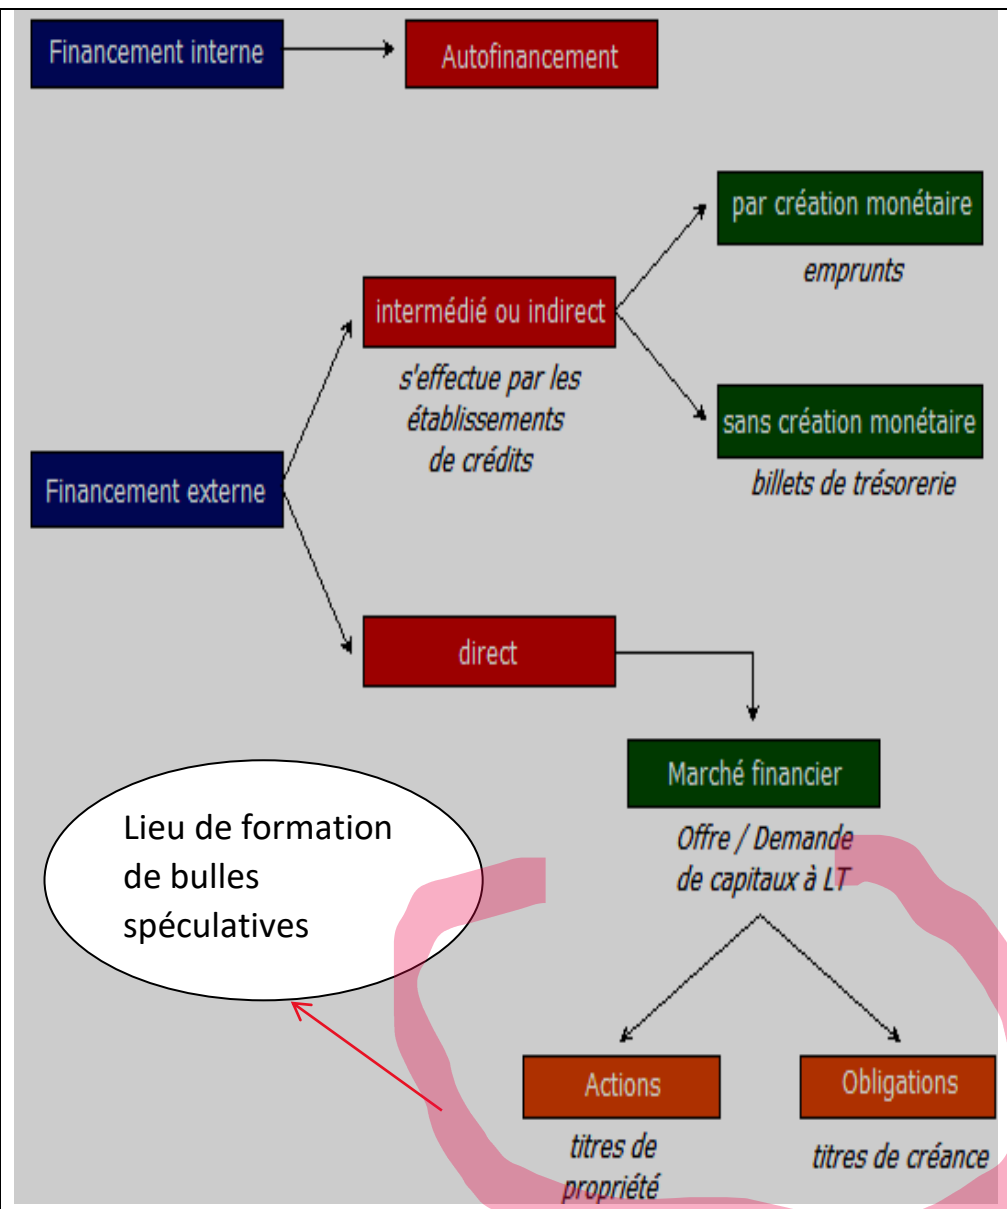 Financement interne
Autofinancement
par création monétaire
emprunts
intermédié ou indirect
s'effectue par les
établissements
de crédits
sans création monétaire
billets de trésorerie
Financement externe
direct
Marché financier
Offre / Demande
de capitaux à LT
Lieu de formation
de bulles
spéculatives
Actions
titres de
propriété
Obligations
titres de créance